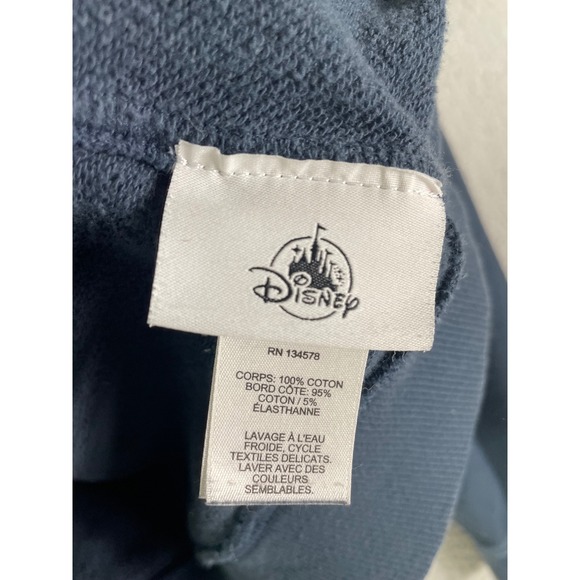 Disney
RN 134578
CORPS: 100% COTON
BORD CÔTE: 95%
COTON / 5%
ÉLASTHANNE
LAVAGE À L'EAU
FROIDE, CYCLE
TEXTILES DELICATS.
LAVER AVEC DES
COULEURS
SEMBLABLES.